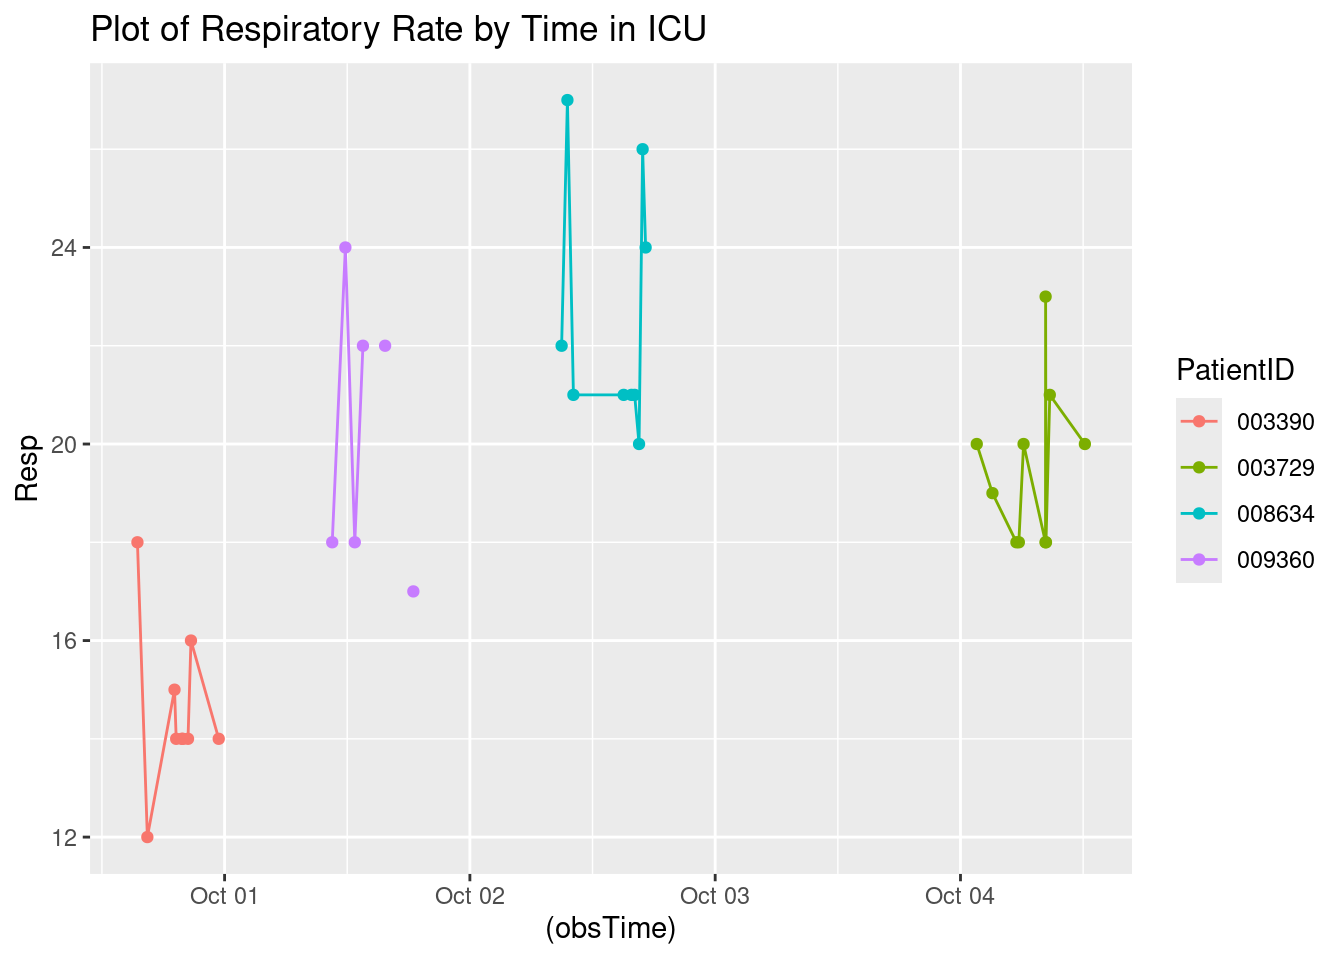 Plot of Respiratory Rate by Time in ICU
24
20
16
12
Resp
Oct 01 Oct 02 Oct 03 Oct 04
(obsTime)
PatientID
003390
003729
008634
009360